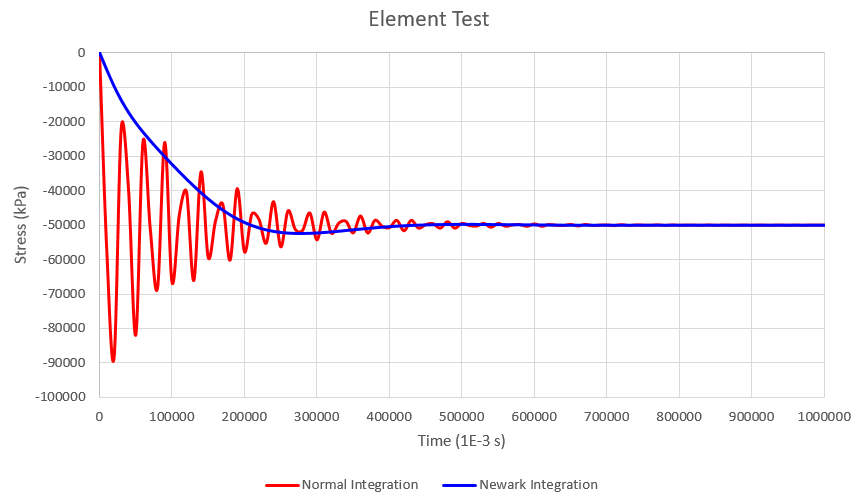 Element Test
0
-10000
-20000
-30000
-40000
-50000
-60000
-70000
-80000
-90000
-100000
Stress (kPa)
0 100000 200000 300000 400000 500000 600000 700000 800000 900000 1000000
Time (1E-3 s)
Normal Integration Newark Integration